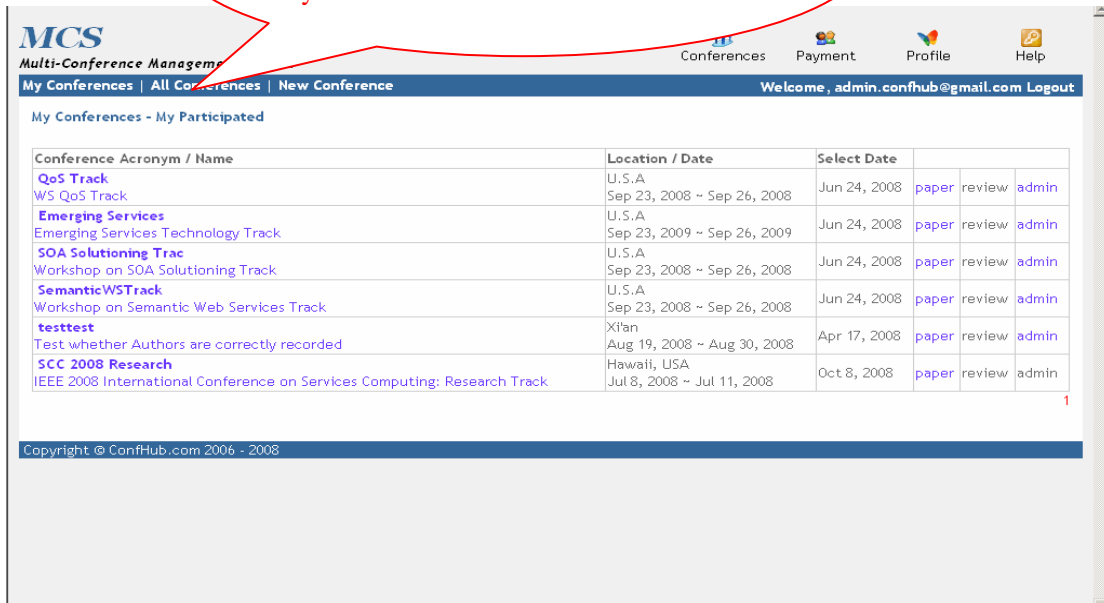 MCS
Conferences Payment Profile Help
Multi-Conference
My Conferences | All Conferences | New Conference Welcome, admin.confhub@gmail.com Logout
My Conferences - My Participated
Conference Acronym / Name Location / Date Select Date
QoS Track U.S.A
WS QoS Track Sep 23, 2008 ~ Sep 26, 2008 Jun 24, 2008 paper review admin
Emerging Services U.S.A
Emerging Services Technology Track Sep 23, 2009 ~ Sep 26, 2009 Jun 24, 2008 paper review admin
SOA Solutioning Trac U.S.A
Workshop on SOA Solutioning Track Sep 23, 2008 ~ Sep 26, 2008 Jun 24, 2008 paper review admin
SemanticWSTrack U.S.A
Workshop on Semantic Web Services Track Sep 23, 2008 ~ Sep 26, 2008 Jun 24, 2008 paper review admin
testtest Xi'an
Test whether Authors are correctly recorded Aug 19, 2008 ~ Aug 30, 2008 Apr 17, 2008 paper review admin
SCC 2008 Research Hawaii, USA
IEEE 2008 International Conference on Services Computing: Research Track Jul 8, 2008 ~ Jul 11, 2008 Oct 8, 2008 paper review admin
1
Copyright © ConfHub.com 2006 - 2008